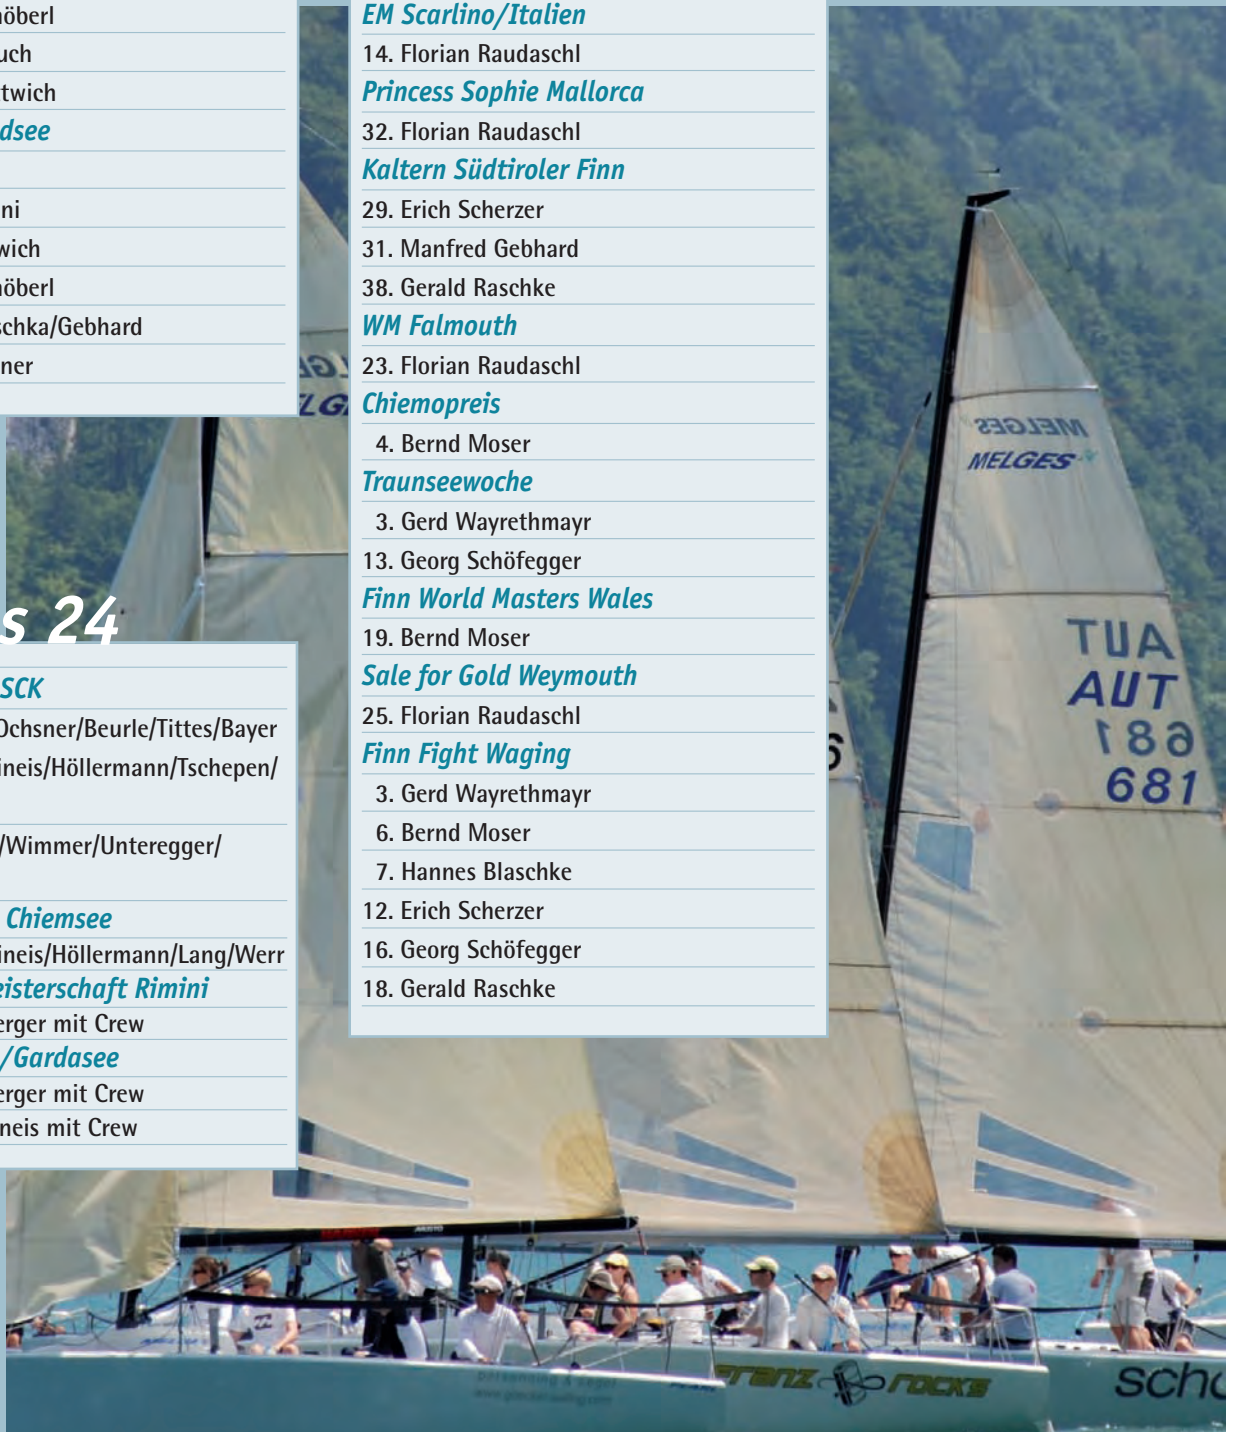 öberl
uch
twich
dsee
ni
wich
öberl
schka/Gebhard
ner
s 24
SCK
Ochsner/Beurle/Tittes/Bayer
ineis/Höllermann/Tschepen/
/Wimmer/Unteregger/
Chiemsee
ineis/Höllermann/Lang/Werr
eisterschaft Rimini
erger mit Crew
/Gardasee
erger mit Crew
neis mit Crew
EM Scarlino/Italien
14. Florian Raudaschl
Princess Sophie Mallorca
32. Florian Raudaschl
Kaltern Südtiroler Finn
29. Erich Scherzer
31. Manfred Gebhard
38. Gerald Raschke
WM Falmouth
23. Florian Raudaschl
Chiemopreis
4. Bernd Moser
Traunseewoche
3. Gerd Wayrethmayr
13. Georg Schöfegger
Finn World Masters Wales
19. Bernd Moser
Sale for Gold Weymouth
25. Florian Raudaschl
Finn Fight Waging
3. Gerd Wayrethmayr
6. Bernd Moser
7. Hannes Blaschke
12. Erich Scherzer
16. Georg Schöfegger
18. Gerald Raschke
MELGES
MELGES
AUT
AUT
681
681
FRANZ ROCKS
sch